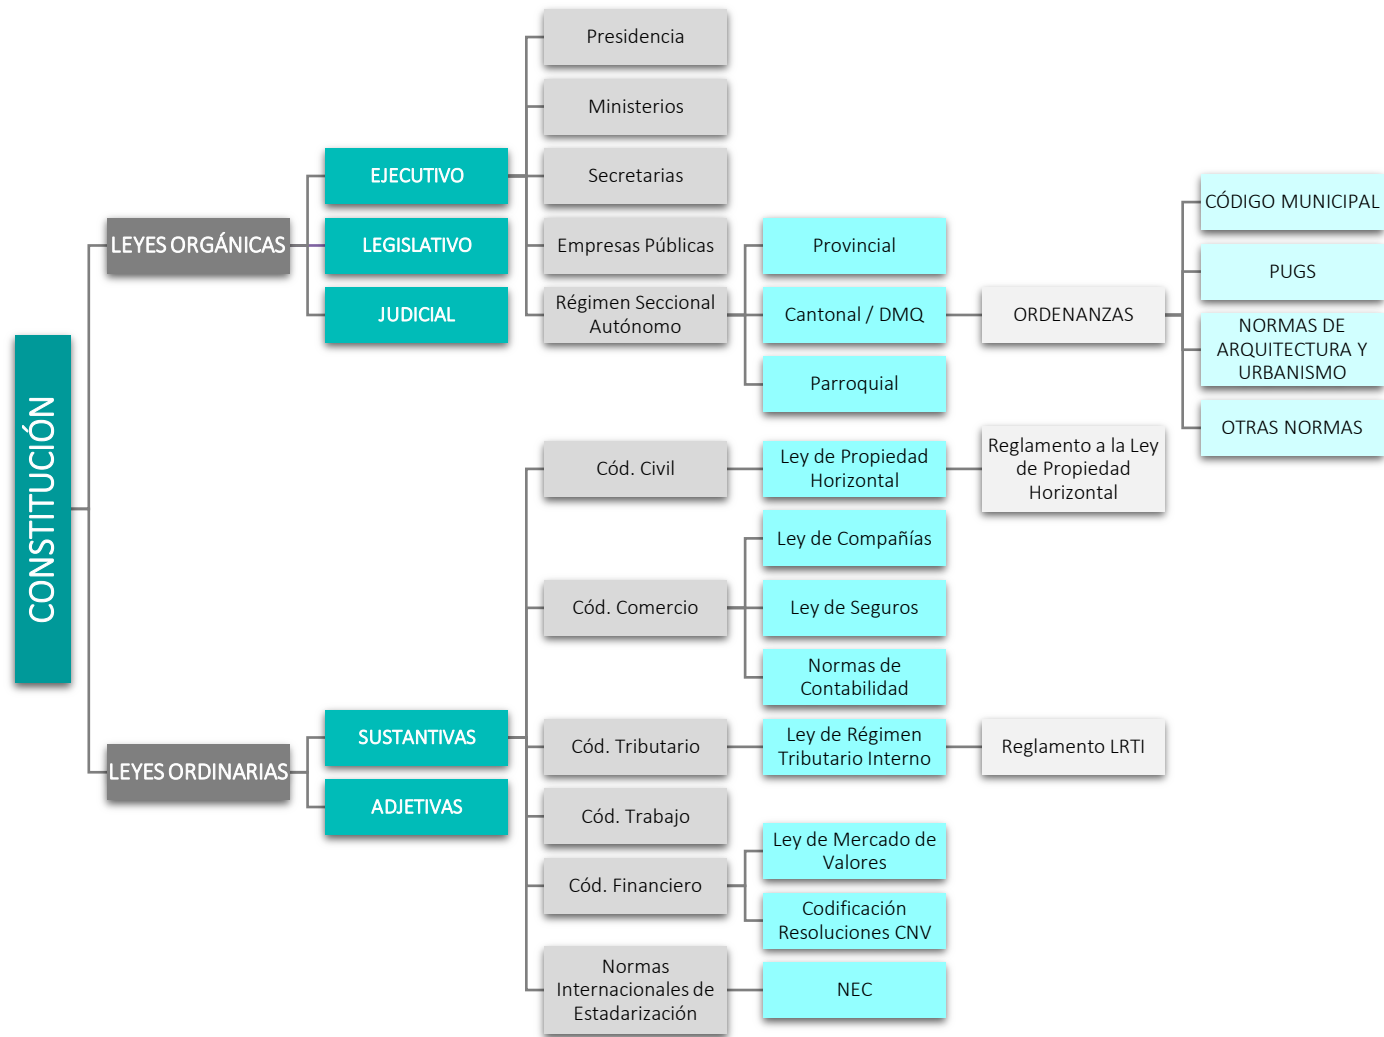 CONSTITUCIÓN
LEYES ORGÁNICAS
EJECUTIVO
Presidencia
Ministerios
Secretarias
Empresas Públicas
Régimen Seccional
Autónomo
Provincial
Cantonal / DMQ
ORDENANZAS
CÓDIGO MUNICIPAL
PUGS
NORMAS DE
ARQUITECTURA Y
URBANISMO
OTRAS NORMAS
Parroquial
LEGISLATIVO
JUDICIAL
LEYES ORDINARIAS
SUSTANTIVAS
Cód. Civil
Ley de Propiedad
Horizontal
Reglamento a la Ley
de Propiedad
Horizontal
Cód. Comercio
Ley de Compañías
Ley de Seguros
Normas de
Contabilidad
Cód. Tributario
Ley de Régimen
Tributario Interno
Reglamento LRTI
Cód. Trabajo
Cód. Financiero
Ley de Mercado de
Valores
Codificación
Resoluciones CNV
Normas
Internacionales de
Estadarización
NEC
ADJETIVAS